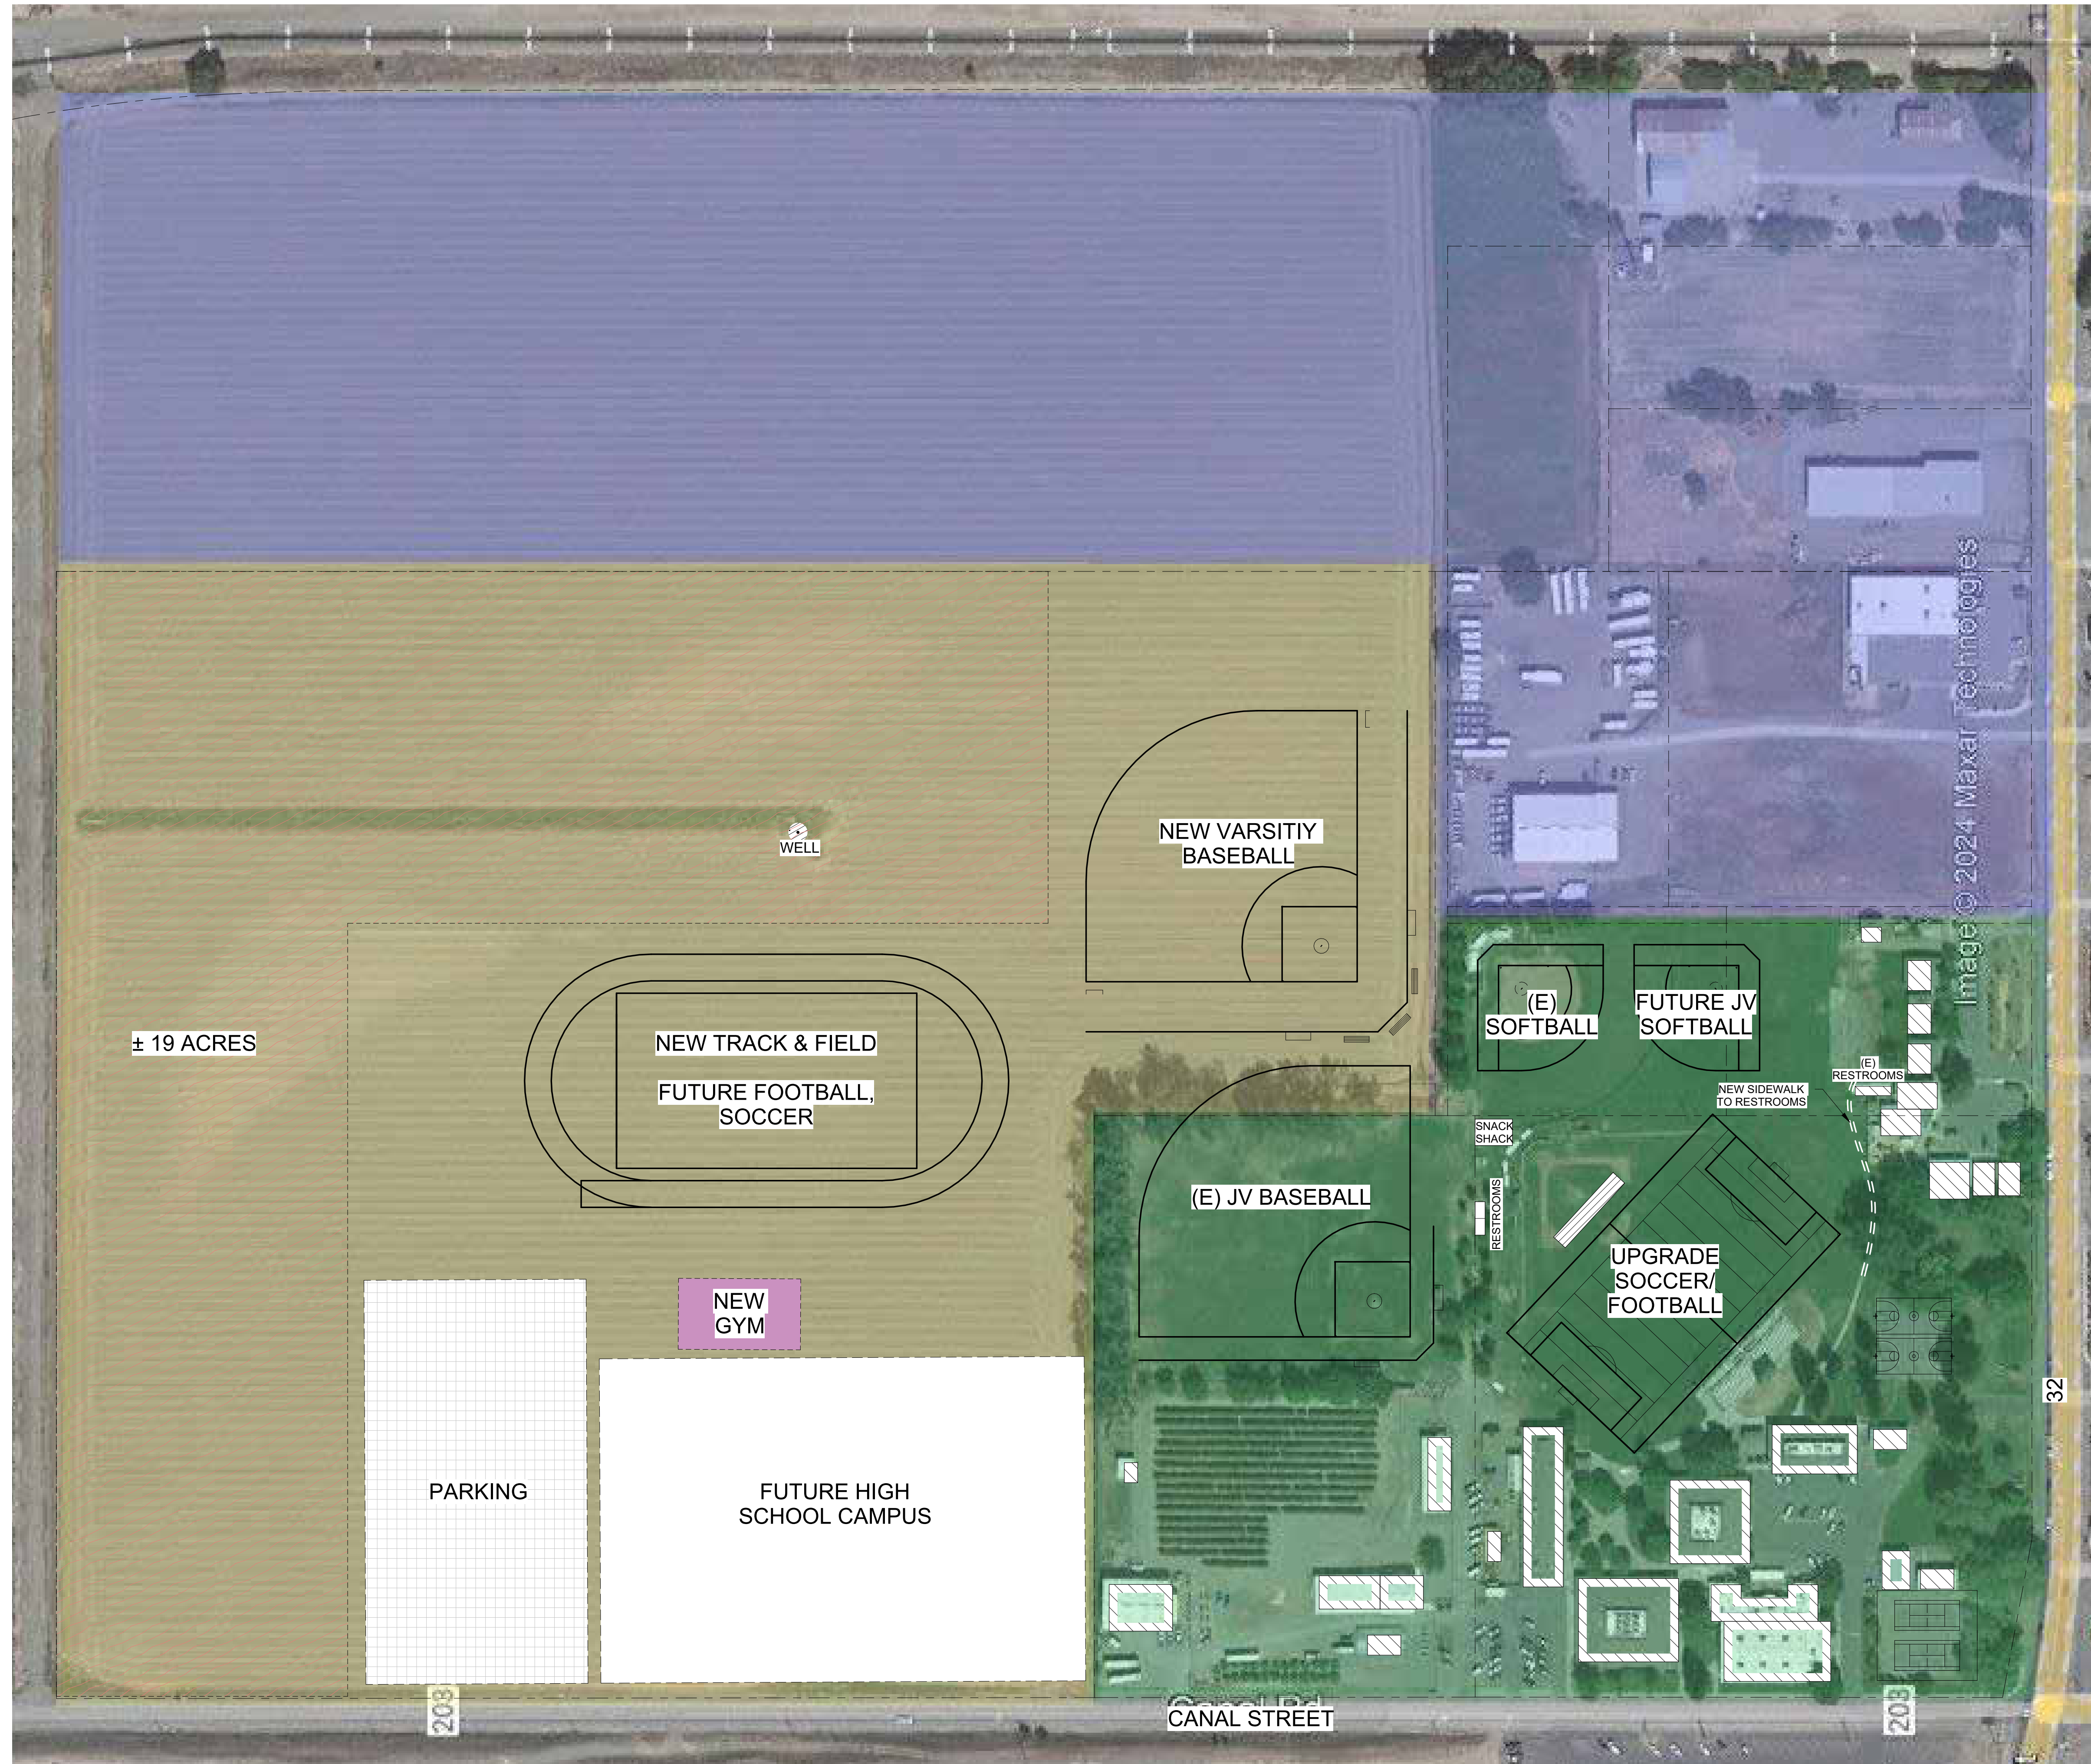 NEW VARSITIY
BASEBALL
WELL
Image © 2024 Maxar Technologies
(E)
SOFTBALL
FUTURE JV
SOFTBALL
± 19 ACRES
NEW TRACK & FIELD
FUTURE FOOTBALL,
SOCCER
(E)
RESTROOMS
NEW SIDEWALK
TO RESTROOMS
SNACK
SHACK
(E) JV BASEBALL
RESTROOMS
UPGRADE
SOCCER/
FOOTBALL
NEW
GYM
32
PARKING
FUTURE HIGH
SCHOOL CAMPUS
203
203
Canal Rd
CANAL STREET